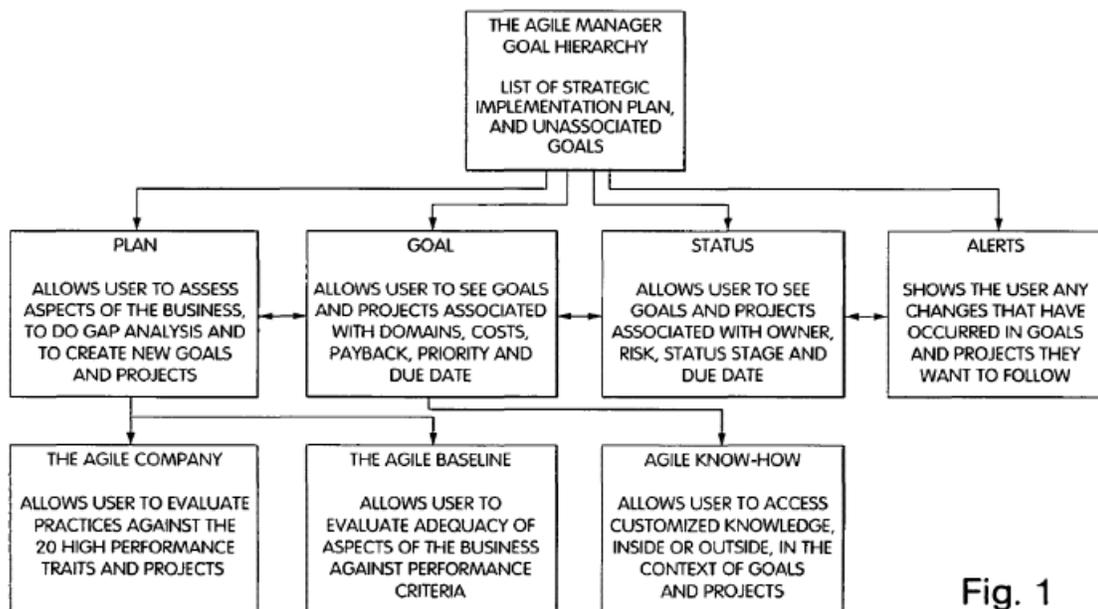 THE AGILE MANAGER
GOAL HIERARCHY
LIST OF STRATEGIC
IMPLEMENTATION PLAN,
AND UNASSOCIATED
GOALS
PLAN
ALLOWS USER TO ASSESS
ASPECTS OF THE BUSINESS,
TO DO GAP ANALYSIS AND
TO CREATE NEW GOALS
AND PROJECTS
GOAL
ALLOWS USER TO SEE GOALS
AND PROJECTS ASSOCIATED
WITH DOMAINS, COSTS,
PAYBACK, PRIORITY AND
DUE DATE
STATUS
ALLOWS USER TO SEE
GOALS AND PROJECTS
ASSOCIATED WITH OWNER,
RISK, STATUS STAGE AND
DUE DATE
ALERTS
SHOWS THE USER ANY
CHANGES THAT HAVE
OCCURRED IN GOALS
AND PROJECTS THEY
WANT TO FOLLOW
THE AGILE COMPANY
ALLOWS USER TO EVALUATE
PRACTICES AGAINST THE
20 HIGH PERFORMANCE
TRAITS AND PROJECTS
THE AGILE BASELINE
ALLOWS USER TO
EVALUATE ADEQUACY OF
ASPECTS OF THE BUSINESS
AGAINST PERFORMANCE
CRITERIA
AGILE KNOW-HOW
ALLOWS USER TO ACCESS
CUSTOMIZED KNOWLEDGE,
INSIDE OR OUTSIDE, IN THE
CONTEXT OF GOALS
AND PROJECTS
Fig. 1